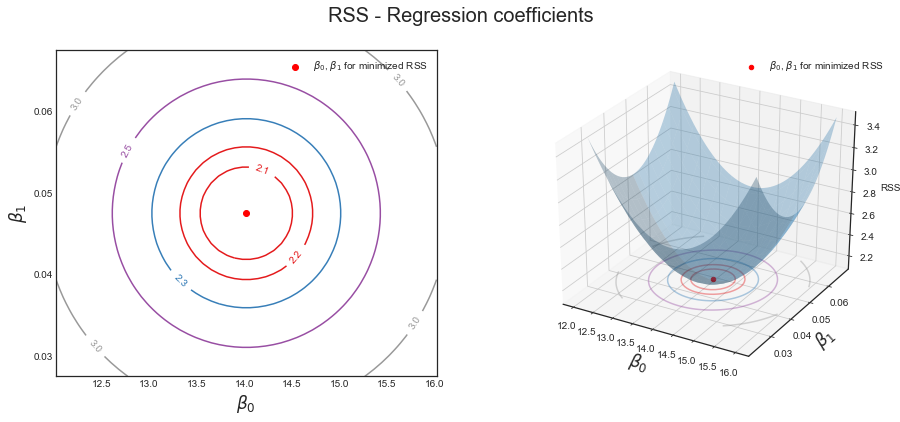 RSS - Regression coefficients
β0, β1 for minimized RSS
3.0
3.0
2.5
2.1
2.2
2.3
3.0
3.0
0.06
0.05
0.04
0.03
β1
12.5 13.0 13.5 14.0 14.5 15.0 15.5 16.0
β0
β0, β1 for minimized RSS
3.4
3.2
3.0
2.8
2.6
2.4
2.2
RSS
12.0 12.5 13.0 13.5 14.0 14.5 15.0 15.5 16.0
β0
0.03 0.04 0.05 0.06
β1